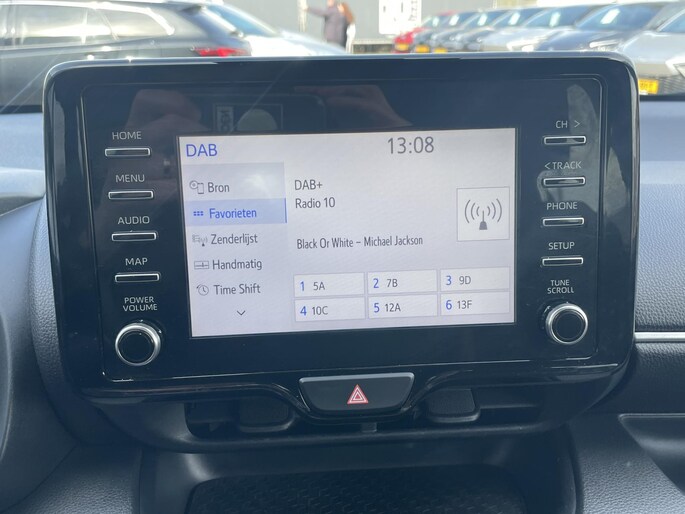 HOME
MENU
AUDIO
MAP
POWER
VOLUME
DAB
13:08
Bron
Favorieten
Zenderlijst
Handmatig
Time Shift
DAB+
Radio 10
Black Or White – Michael Jackson
1 5A
2 7B
3 9D
4 10C
5 12A
6 13F
CH >
< TRACK
PHONE
SETUP
TUNE
SCROLL